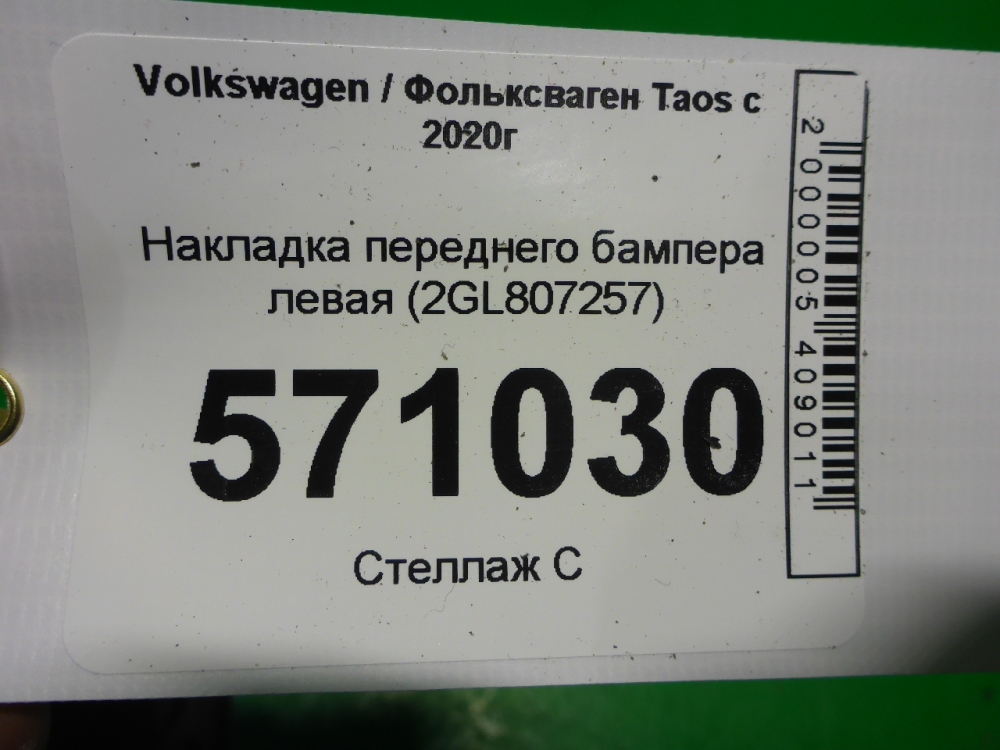 Volkswagen / Фольксваген Taos с
2020г
Накладка переднего бампера
левая (2GL807257)
571030
Стеллаж С
2000005409011